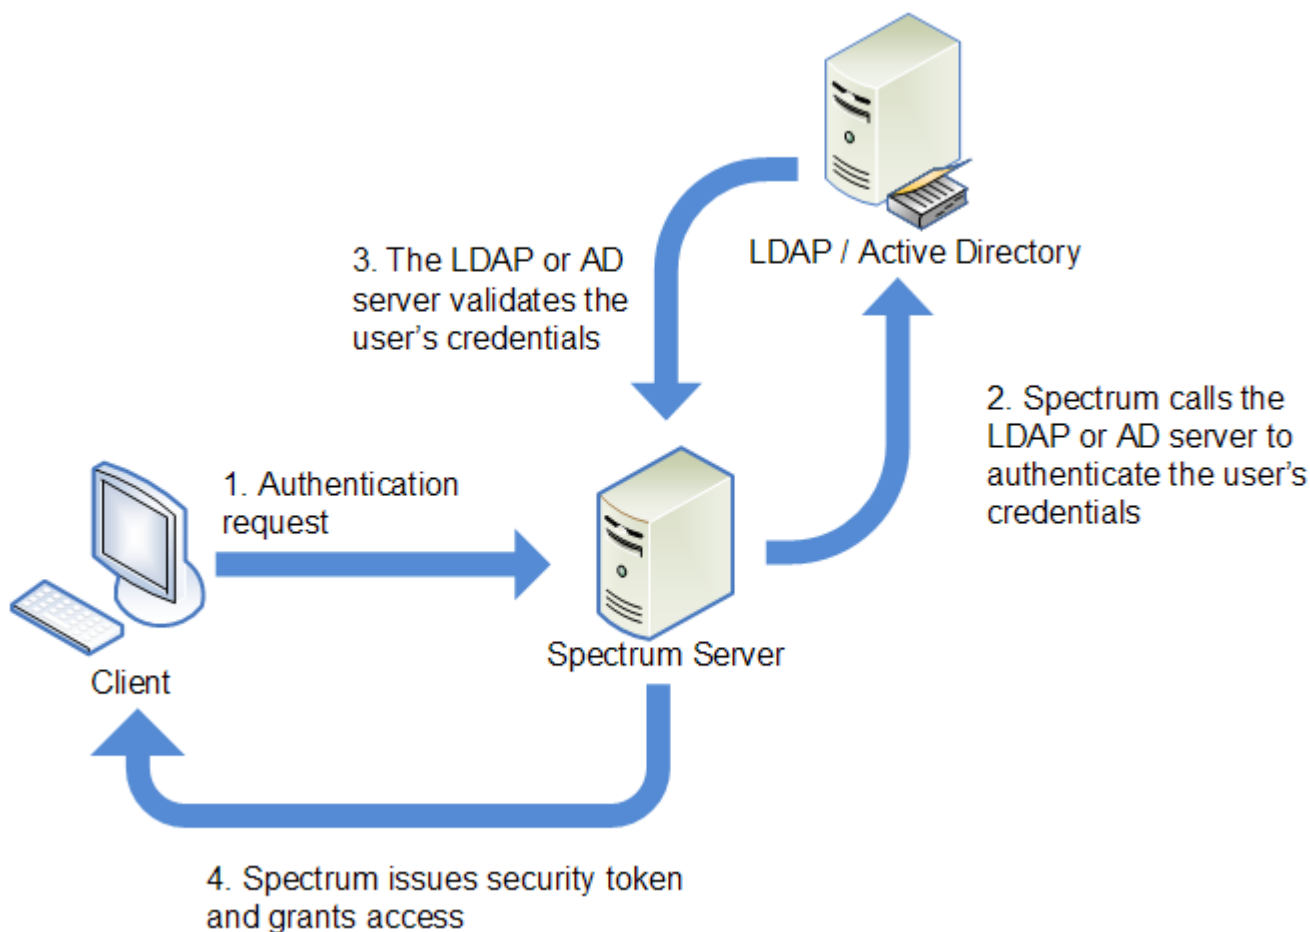 LDAP / Active Directory
3. The LDAP or AD
server validates the
user’s credentials
2. Spectrum calls the
LDAP or AD server to
authenticate the user’s
credentials
1. Authentication
request
Spectrum Server
Client
4. Spectrum issues security token
and grants access